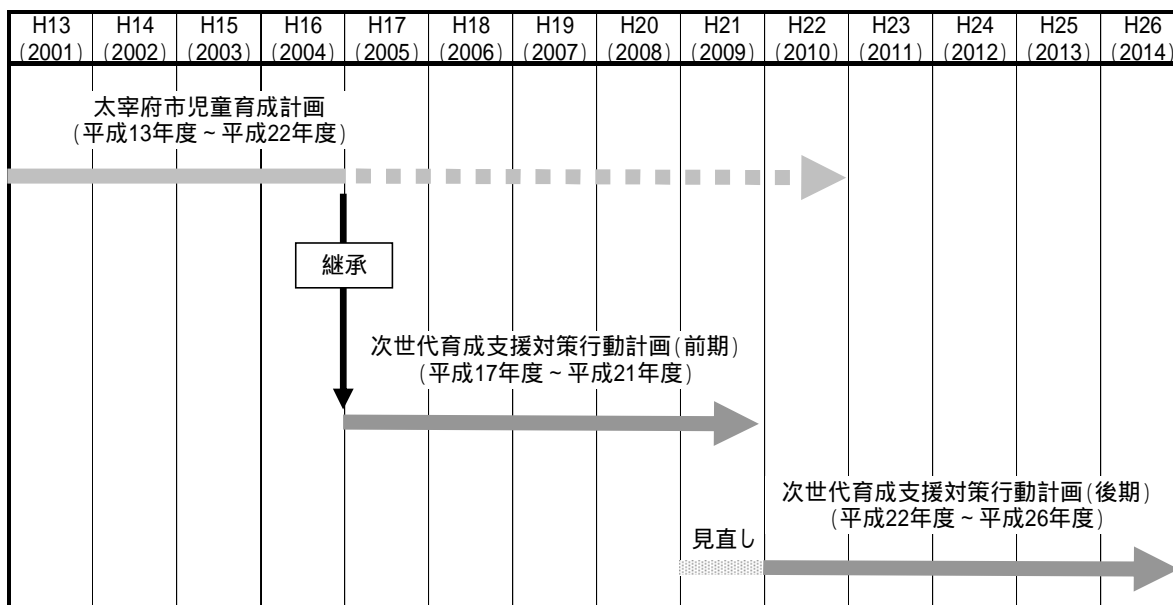 H13 H14 H15 H16 H17 H18 H19 H20 H21 H22 H23 H24 H25 H26
(2001) (2002) (2003) (2004) (2005) (2006) (2007) (2008) (2009) (2010) (2011) (2012) (2013) (2014)
太宰府市児童育成計画
(平成13年度～平成22年度)
継承
次世代育成支援対策行動計画(前期)
(平成17年度～平成21年度)
次世代育成支援対策行動計画(後期)
(平成22年度～平成26年度)
見直し